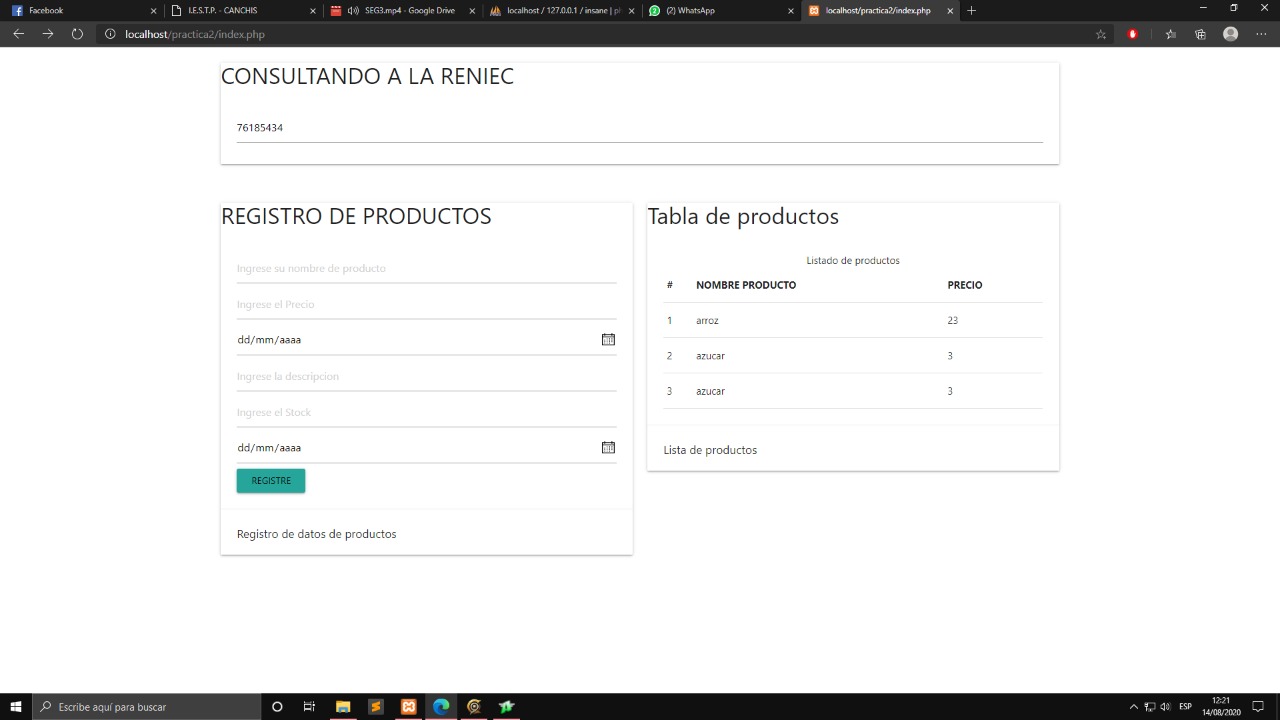 Facebook
I.E.S.T.P. - CANCHIS
SEG3.mp4 - Google Drive
localhost / 127.0.0.1 / insane | pl
(2) WhatsApp
localhost/practica2/index.php
localhost/practica2/index.php
CONSULTANDO A LA RENIEC
76185434
REGISTRO DE PRODUCTOS
Ingrese su nombre de producto
Ingrese el Precio
dd/mm/aaaa
Ingrese la descripcion
Ingrese el Stock
dd/mm/aaaa
REGISTRE
Registro de datos de productos
Tabla de productos
Listado de productos
# NOMBRE PRODUCTO PRECIO
1 arroz 23
2 azucar 3
3 azucar 3
Lista de productos
Escribe aquí para buscar
ESP
12:21
14/08/2020